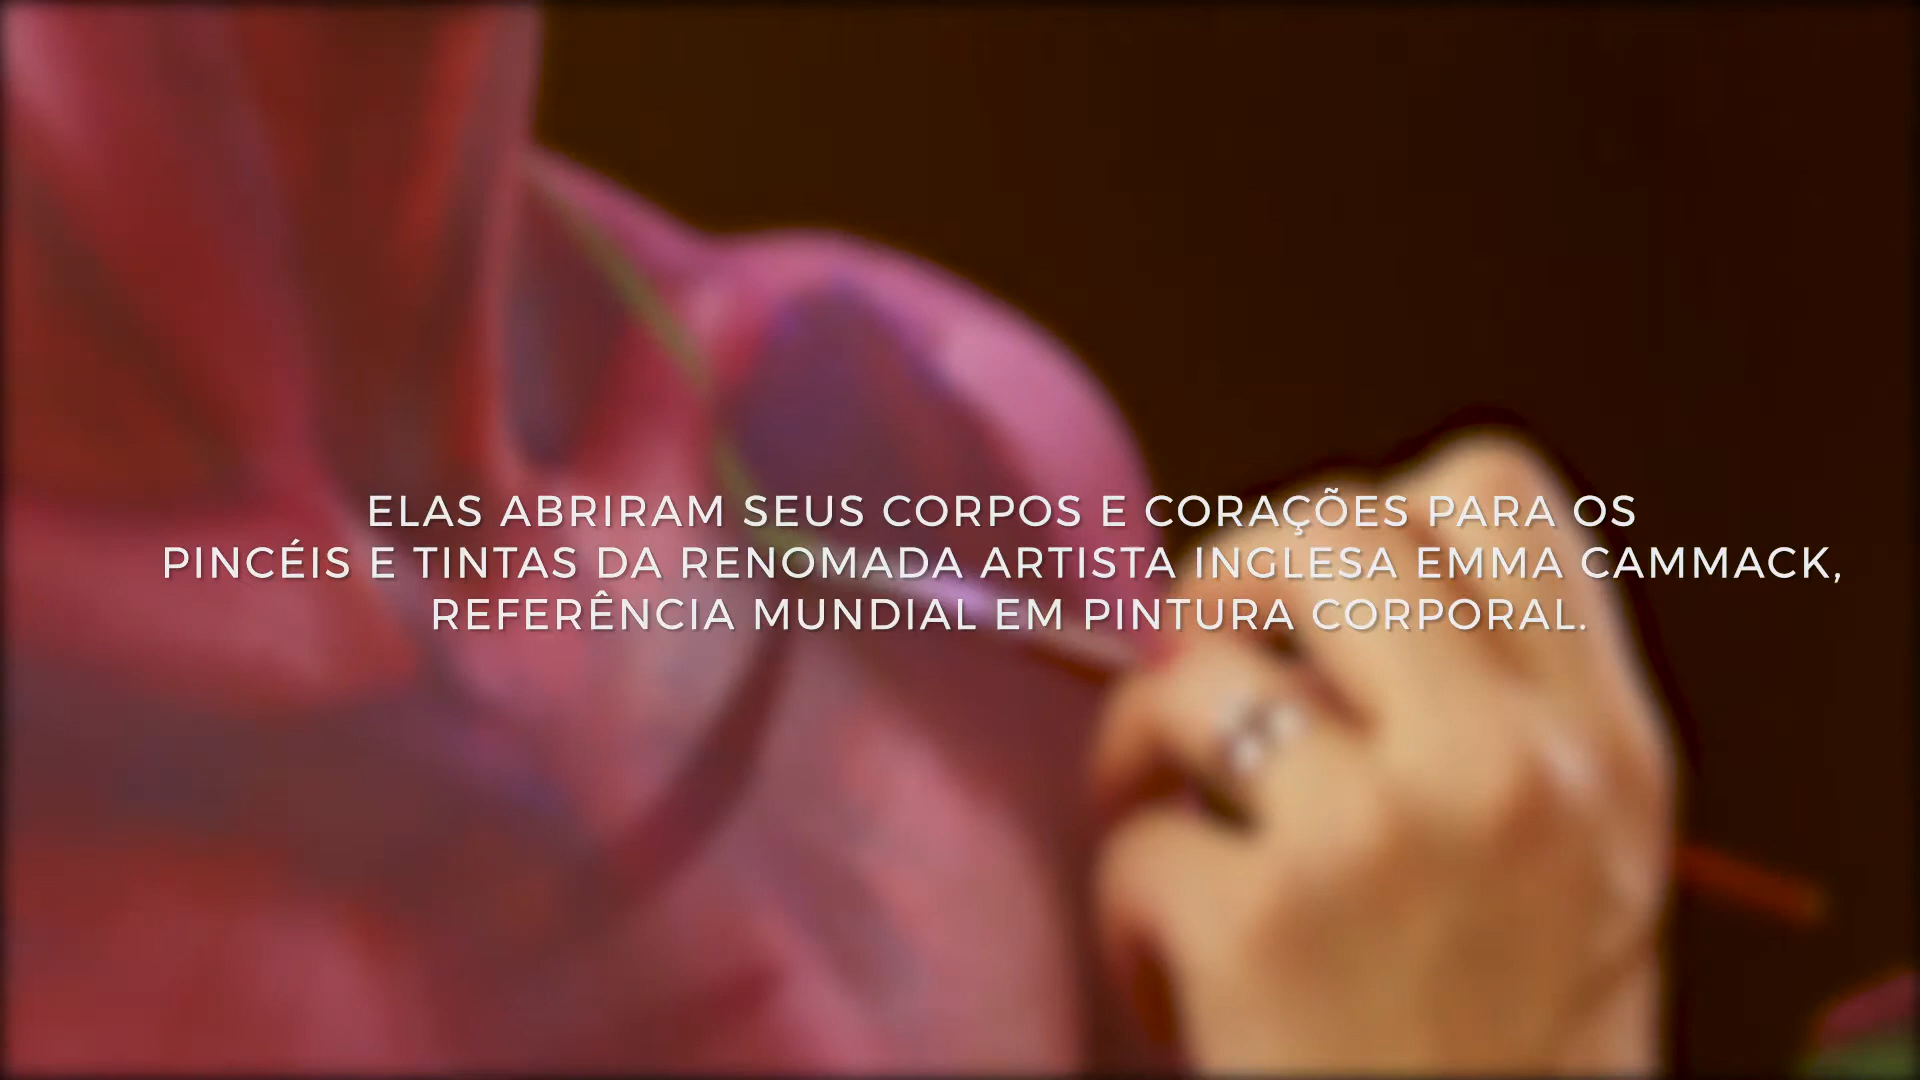 ELAS ABRIRAM SEUS CORPOS E CORAÇÕES PARA OS
PINCÉIS E TINTAS DA RENOMADA ARTISTA INGLESA EMMA CAMMACK,
REFERÊNCIA MUNDIAL EM PINTURA CORPORAL.